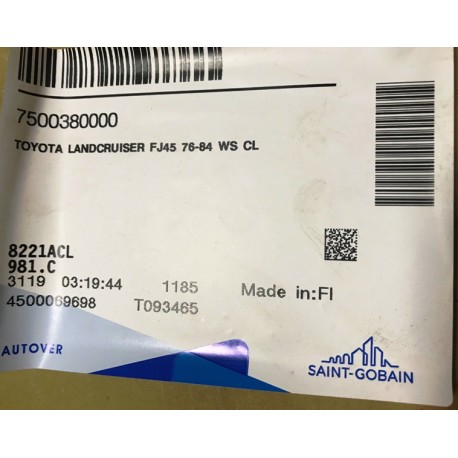 7500380000
TOYOTA LANDCRUISER FJ45 76-84 WS CL
8221ACL
981.C
3119 03:19:44 1185 Made in:FI
4500069698 T093465
AUTOVER
SAINT-GOBAIN